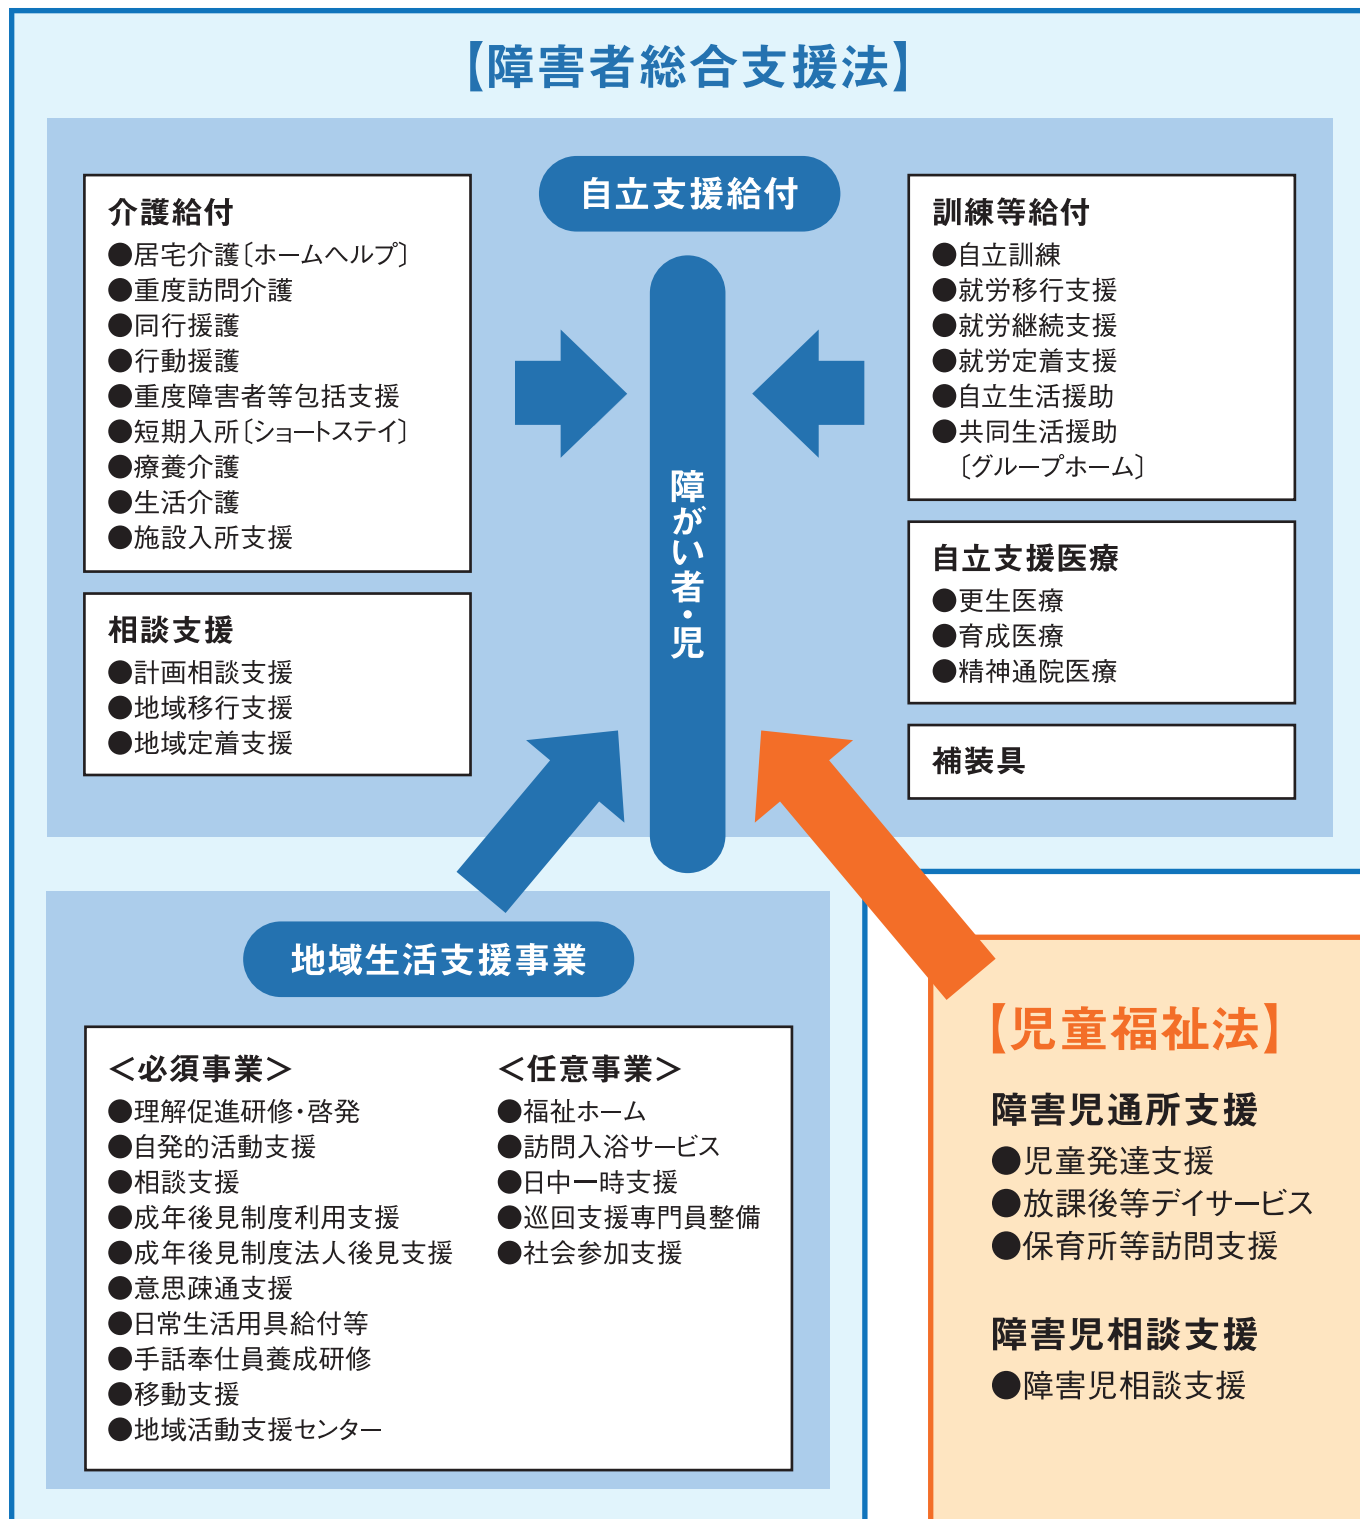 【障害者総合支援法】
自立支援給付
介護給付
●居宅介護〔ホームヘルプ〕
●重度訪問介護
●同行援護
●行動援護
●重度障害者等包括支援
●短期入所〔ショートステイ〕
●療養介護
●生活介護
●施設入所支援
相談支援
●計画相談支援
●地域移行支援
●地域定着支援
障がい者・児
訓練等給付
●自立訓練
●就労移行支援
●就労継続支援
●就労定着支援
●自立生活援助
●共同生活援助
〔グループホーム〕
自立支援医療
●更生医療
●育成医療
●精神通院医療
補装具
地域生活支援事業
＜必須事業＞
●理解促進研修・啓発
●自発的活動支援
●相談支援
●成年後見制度利用支援
●成年後見制度法人後見支援
●意思疎通支援
●日常生活用具給付等
●手話奉仕員養成研修
●移動支援
●地域活動支援センター
＜任意事業＞
●福祉ホーム
●訪問入浴サービス
●日中一時支援
●巡回支援専門員整備
●社会参加支援
【児童福祉法】
障害児通所支援
●児童発達支援
●放課後等デイサービス
●保育所等訪問支援
障害児相談支援
●障害児相談支援